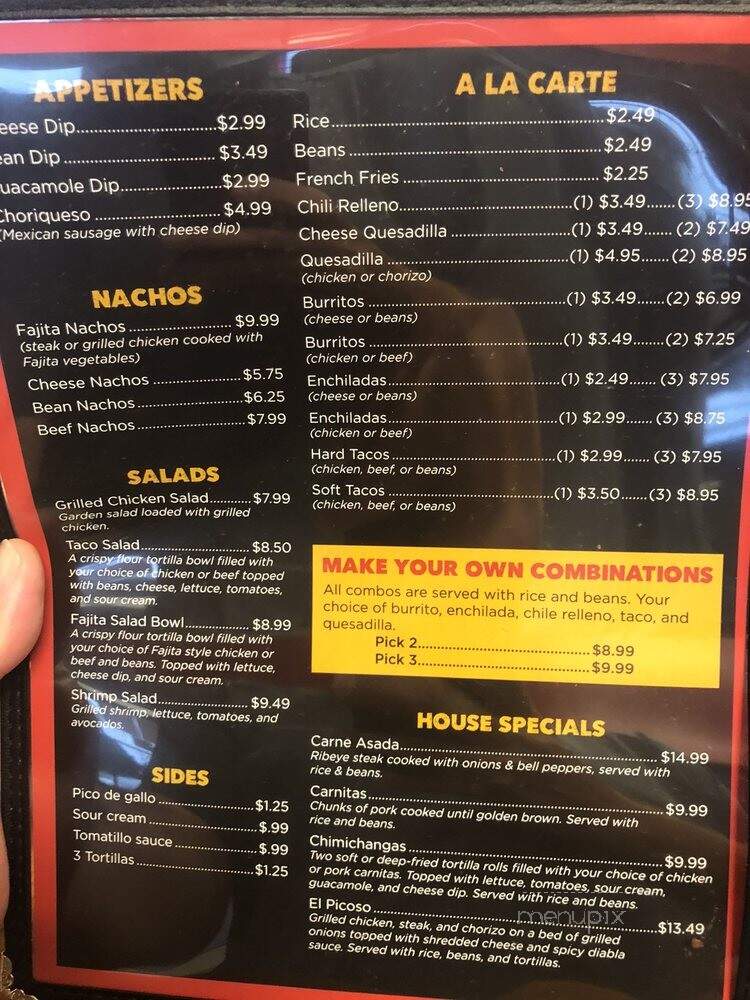 APPETIZERS
eese Dip..........$2.99
ean Dip..........$3.49
uacamole Dip..........$2.99
Choriqueso..........$4.99
(Mexican sausage with cheese dip)
NACHOS
Fajita Nachos..........$9.99
(steak or grilled chicken cooked with
Fajita vegetables)
Cheese Nachos..........$5.75
Bean Nachos..........$6.25
Beef Nachos..........$7.99
SALADS
Grilled Chicken Salad..........$7.99
Garden salad loaded with grilled
chicken.
Taco Salad..........$8.50
A crispy flour tortilla bowl filled with
your choice of chicken or beef topped
with beans, cheese, lettuce, tomatoes,
and sour cream.
Fajita Salad Bowl..........$8.99
A crispy flour tortilla bowl filled with
your choice of Fajita style chicken or
beef and beans. Topped with lettuce,
cheese dip, and sour cream.
Shrimp Salad..........$9.49
Grilled shrimp, lettuce, tomatoes, and
avocados.
SIDES
Pico de gallo..........$1.25
Sour cream..........$.99
Tomatillo sauce..........$.99
3 Tortillas..........$1.25
A LA CARTE
Rice..........$2.49
Beans..........$2.49
French Fries..........$2.25
Chili Relleno..........(1) $3.49.......(3) $8.95
Cheese Quesadilla..........(1) $3.49.......(2) $7.49
Quesadilla..........(1) $4.95.......(2) $8.95
(chicken or chorizo)
Burritos..........(1) $3.49.......(2) $6.99
(cheese or beans)
Burritos..........(1) $3.49.......(2) $7.25
(chicken or beef)
Enchiladas..........(1) $2.49.......(3) $7.95
(cheese or beans)
Enchiladas..........(1) $2.99.......(3) $8.75
(chicken or beef)
Hard Tacos..........(1) $2.99.......(3) $7.95
(chicken, beef, or beans)
Soft Tacos..........(1) $3.50.......(3) $8.95
(chicken, beef, or beans)
MAKE YOUR OWN COMBINATIONS
All combos are served with rice and beans. Your
choice of burrito, enchilada, chile relleno, taco, and
quesadilla.
Pick 2..........$8.99
Pick 3..........$9.99
HOUSE SPECIALS
Carne Asada..........$14.99
Ribeye steak cooked with onions & bell peppers, served with
rice & beans.
Carnitas..........$9.99
Chunks of pork cooked until golden brown. Served with
rice and beans.
Chimichangas..........$9.99
Two soft or deep-fried tortilla rolls filled with your choice of chicken
or pork carnitas. Topped with lettuce, tomatoes, sour cream,
guacamole, and cheese dip. Served with rice and beans.
El Picoso..........$13.49
Grilled chicken, steak, and chorizo on a bed of grilled
onions topped with shredded cheese and spicy diabla
sauce. Served with rice, beans, and tortillas.
menupix